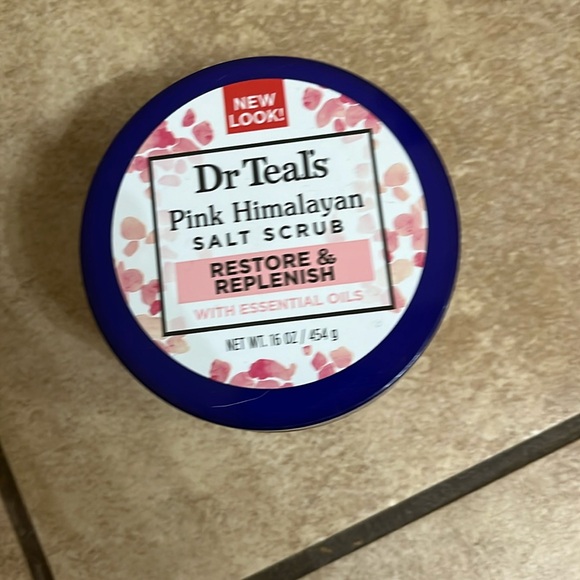 NEW
LOOK!
Dr Teal's
Pink Himalayan
SALT SCRUB
RESTORE &
REPLENISH
WITH ESSENTIAL OILS
NET WT. 16 OZ / 454 g